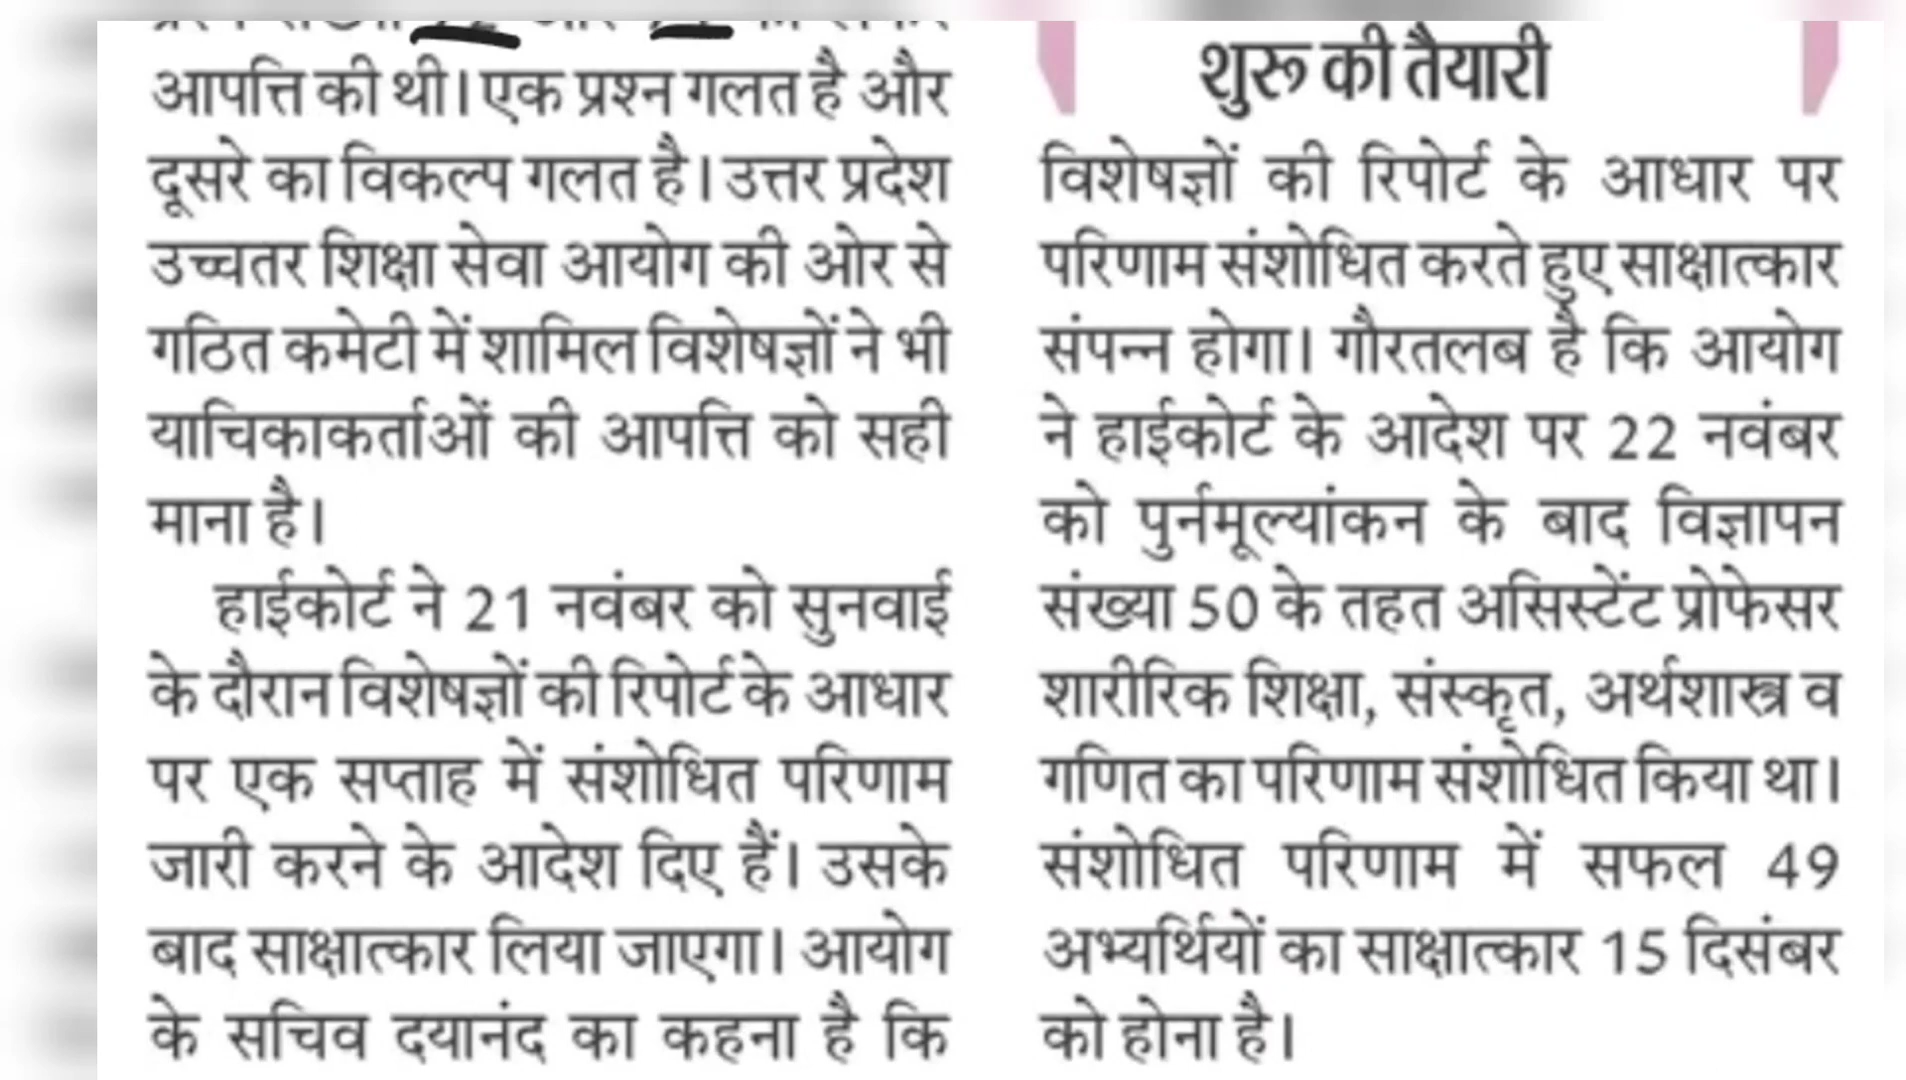 आपत्ति की थी। एक प्रश्न गलत है और
दूसरे का विकल्प गलत है। उत्तर प्रदेश
उच्चतर शिक्षा सेवा आयोग की ओर से
गठित कमेटी में शामिल विशेषज्ञों ने भी
याचिकाकर्ताओं की आपत्ति को सही
माना है।
हाईकोर्ट ने 21 नवंबर को सुनवाई
के दौरान विशेषज्ञों की रिपोर्ट के आधार
पर एक सप्ताह में संशोधित परिणाम
जारी करने के आदेश दिए हैं। उसके
बाद साक्षात्कार लिया जाएगा। आयोग
के सचिव दयानंद का कहना है कि
शुरू की तैयारी
विशेषज्ञों की रिपोर्ट के आधार पर
परिणाम संशोधित करते हुए साक्षात्कार
संपन्न होगा। गौरतलब है कि आयोग
ने हाईकोर्ट के आदेश पर 22 नवंबर
को पुर्नमूल्यांकन के बाद विज्ञापन
संख्या 50 के तहत असिस्टेंट प्रोफेसर
शारीरिक शिक्षा, संस्कृत, अर्थशास्त्र व
गणित का परिणाम संशोधित किया था।
संशोधित परिणाम में सफल 49
अभ्यर्थियों का साक्षात्कार 15 दिसंबर
को होना है।